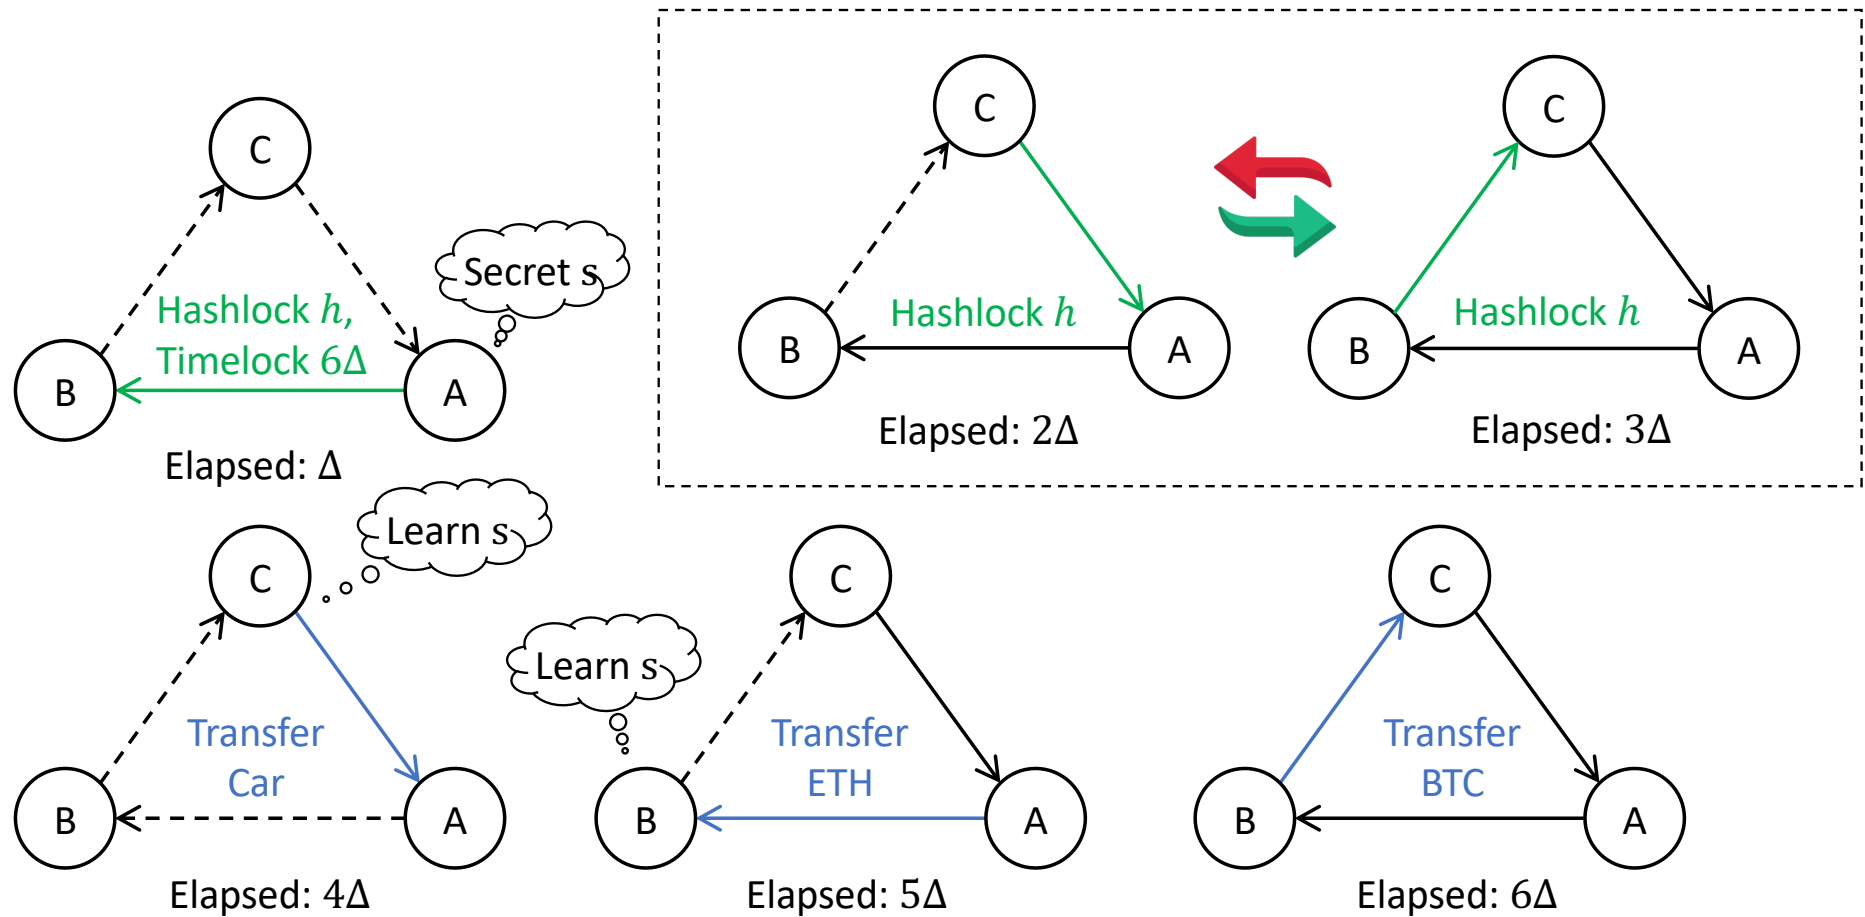 C
Secret s
Hashlock h,
Timelock 6Δ
B
A
Elapsed: Δ
C
Hashlock h
B
A
Elapsed: 2Δ
C
Hashlock h
B
A
Elapsed: 3Δ
Learn s
C
Transfer
Car
B
A
Elapsed: 4Δ
C
Learn s
Transfer
ETH
B
A
Elapsed: 5Δ
C
Transfer
BTC
B
A
Elapsed: 6Δ